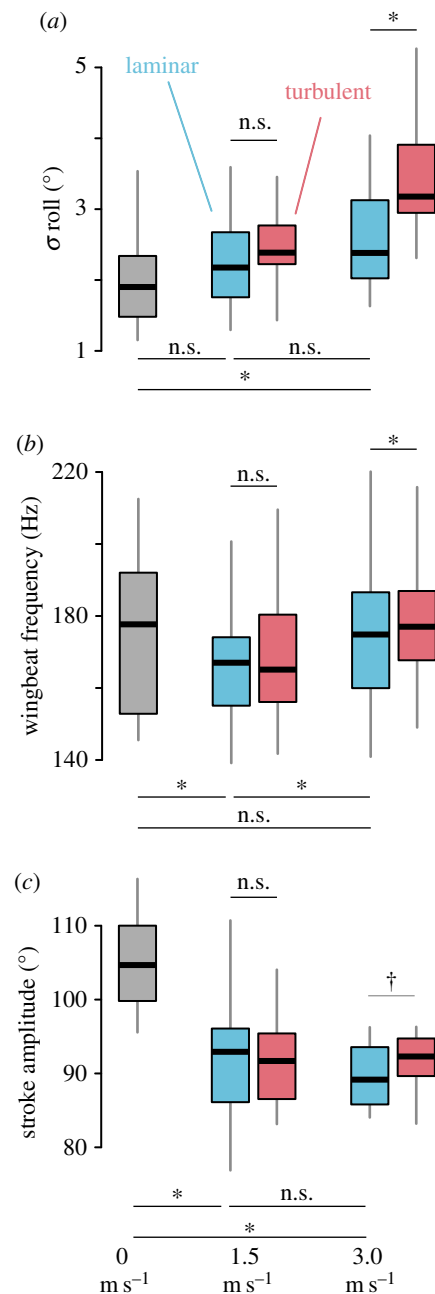 (a)
*
5
laminar
n.s.
turbulent
σ roll (°)
3
1
n.s.
n.s.
*
(b)
*
220
n.s.
wingbeat frequency (Hz)
180
140
*
*
n.s.
(c)
n.s.
110
†
stroke amplitude (°)
100
90
80
*
n.s.
*
0 1.5 3.0
m s⁻¹ m s⁻¹ m s⁻¹